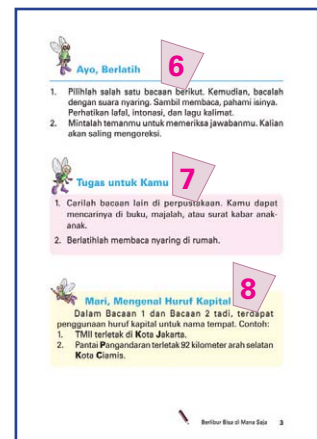 6
Ayo, Berlatih
1. Pilihlah salah satu bacaan berikut. Kemudian, bacalah
dengan suara nyaring. Sambil membaca, pahami isinya.
Perhatikan lafal, intonasi, dan lagu kalimat.
2. Mintalah temanmu untuk memeriksa jawabanmu. Kalian
akan saling mengoreksi.
7
Tugas untuk Kamu
1. Carilah bacaan lain di perpustakaan. Kamu dapat
mencarinya di buku, majalah, atau surat kabar anak-
anak.
2. Berlatihlah membaca nyaring di rumah.
8
Mari, Mengenal Huruf Kapital
Dalam Bacaan 1 dan Bacaan 2 tadi, terdapat
penggunaan huruf kapital untuk nama tempat. Contoh:
1. TMII terletak di Kota Jakarta.
2. Pantai Pangandaran terletak 92 kilometer arah selatan
Kota Ciamis.
Berlibur Bisa di Mana Saja 3